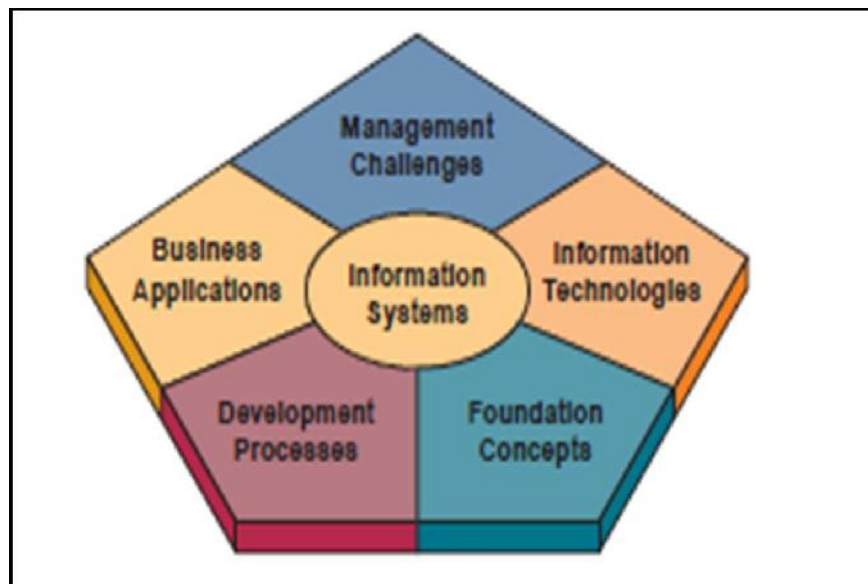 Management
Challenges
Business
Applications
Information
Systems
Information
Technologies
Development
Processes
Foundation
Concepts